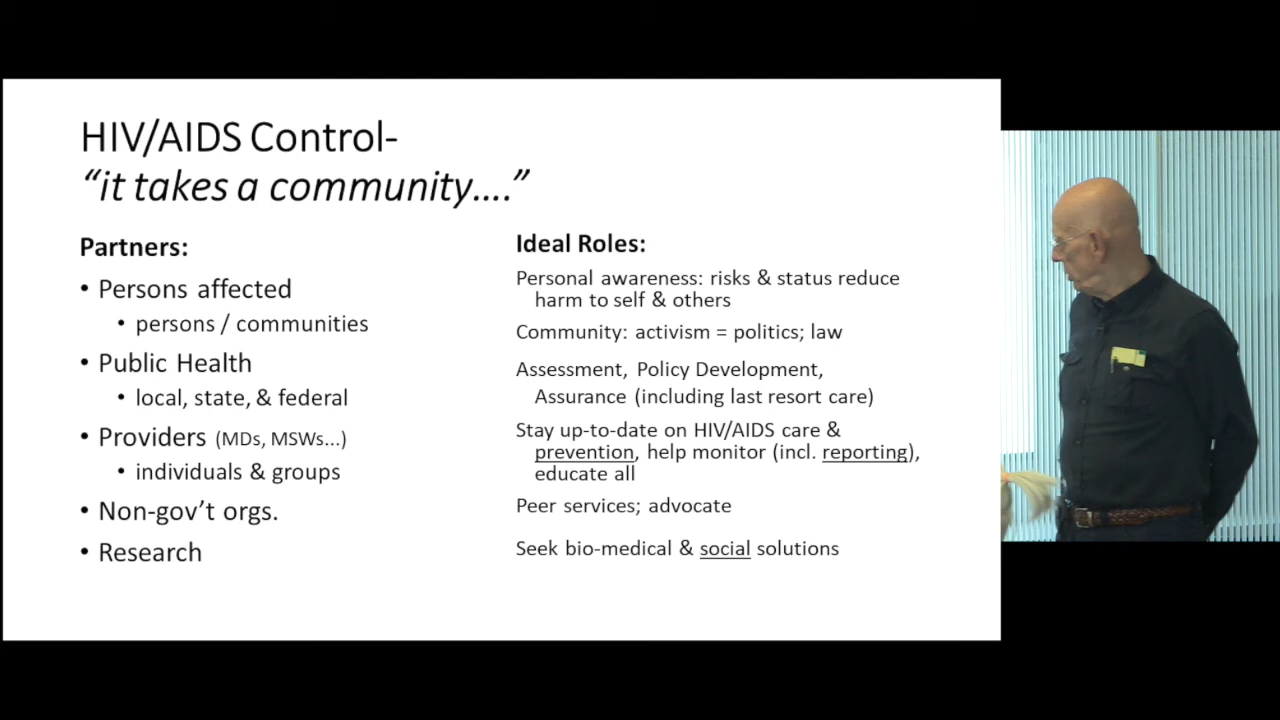 HIV/AIDS Control-
“it takes a community....”
Partners:
• Persons affected
• persons / communities
• Public Health
• local, state, & federal
• Providers (MDs, MSWs...)
• individuals & groups
• Non-gov’t orgs.
• Research
Ideal Roles:
Personal awareness: risks & status reduce
harm to self & others
Community: activism = politics; law
Assessment, Policy Development,
Assurance (including last resort care)
Stay up-to-date on HIV/AIDS care &
prevention, help monitor (incl. reporting),
educate all
Peer services; advocate
Seek bio-medical & social solutions